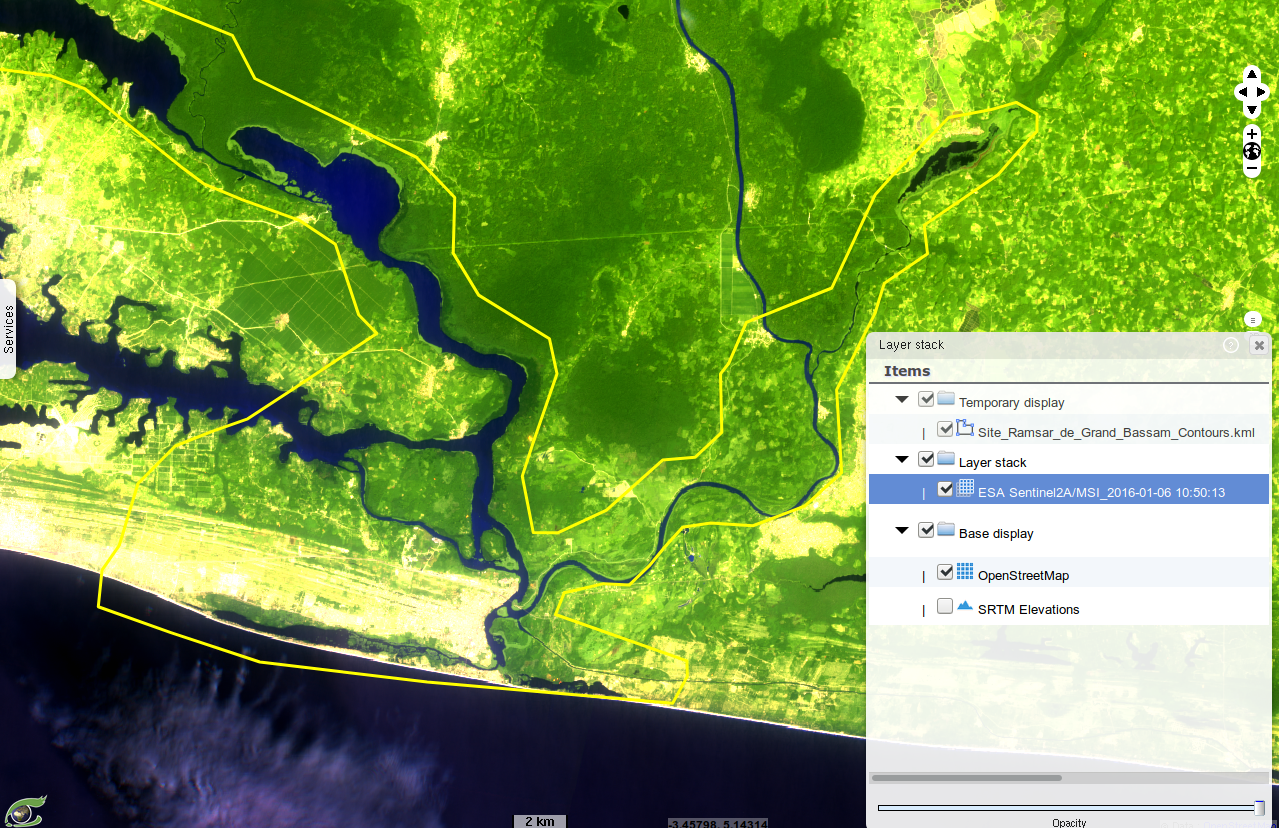 Services
Layer stack
Items
Temporary display
Site_Ramsar_de_Grand_Bassam_Contours.kml
Layer stack
ESA Sentinel2A/MSI_2016-01-06 10:50:13
Base display
OpenStreetMap
SRTM Elevations
2 km
-3.45798, 5.14314
Opacity